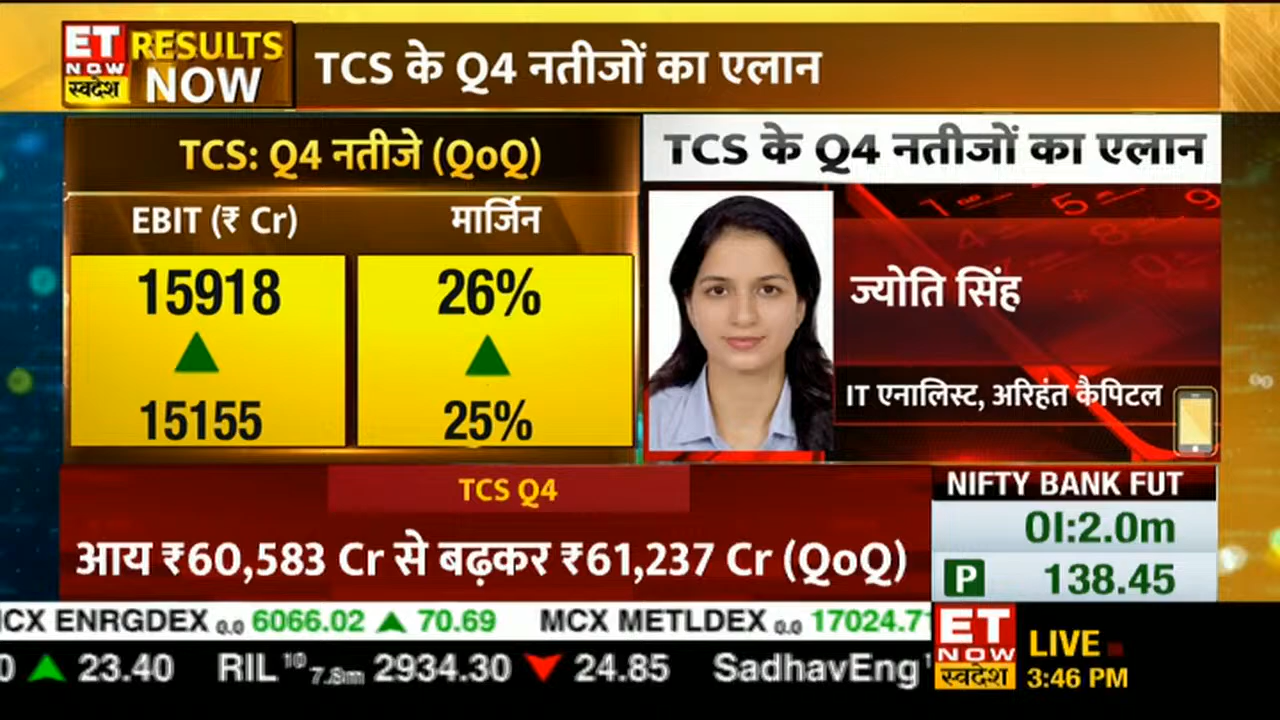 ET NOW स्वदेश
RESULTS NOW
TCS के Q4 नतीजों का एलान
TCS: Q4 नतीजे (QoQ)
EBIT (₹ Cr) मार्जिन
15918 26%
15155 25%
TCS के Q4 नतीजों का एलान
ज्योति सिंह
IT एनालिस्ट, अरिहंत कैपिटल
TCS Q4
आय ₹60,583 Cr से बढ़कर ₹61,237 Cr (QoQ)
NIFTY BANK FUT
OI:2.0m
P 138.45
CX ENRGDEX 0.0 6066.02 ▲ 70.69 MCX METLDEX 0.0 17024.71
0 ▲ 23.40 RIL 10 7.8m 2934.30 ▼ 24.85 SadhavEng
ET NOW स्वदेश
LIVE
3:46 PM